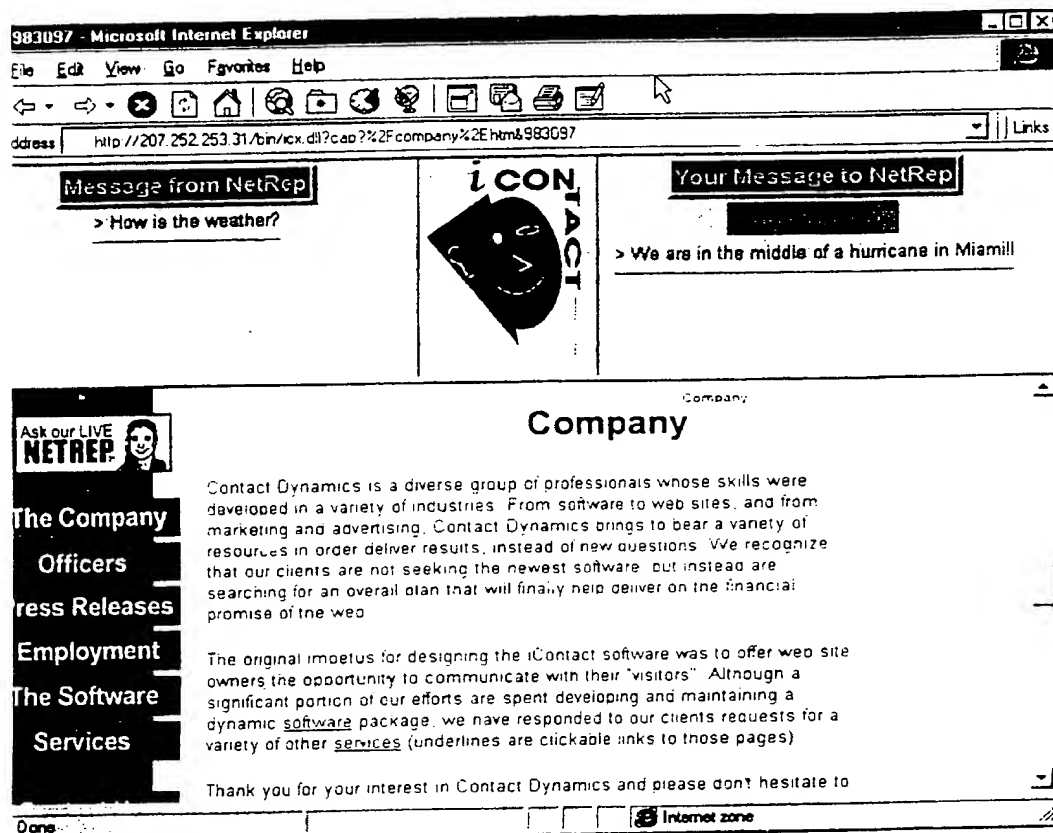 983097 - Microsoft Internet Explorer
File Edit View Go Favorites Help
ddress http://207.252.253.31/bin/icx.dll?cap?%2Fcompany%2Ehtm&983097 Links
Message from NetRep
> How is the weather?
i CONTACT
Your Message to NetRep
> We are in the middle of a hurricane in Miami!!
Company
Ask our LIVE
NETREP.
The Company
Officers
ress Releases
Employment
The Software
Services
Company
Contact Dynamics is a diverse group of professionals whose skills were
developed in a variety of industries. From software to web sites, and from
marketing and advertising, Contact Dynamics brings to bear a variety of
resources in order deliver results, instead of new questions. We recognize
that our clients are not seeking the newest software, but instead are
searching for an overall plan that will finally help deliver on the financial
promise of the web
The original impetus for designing the iContact software was to offer web site
owners the opportunity to communicate with their "visitors". Although a
significant portion of our efforts are spent developing and maintaining a
dynamic software package, we have responded to our clients requests for a
variety of other services (underlines are clickable links to those pages)
Thank you for your interest in Contact Dynamics and please don't hesitate to
Done
Internet zone